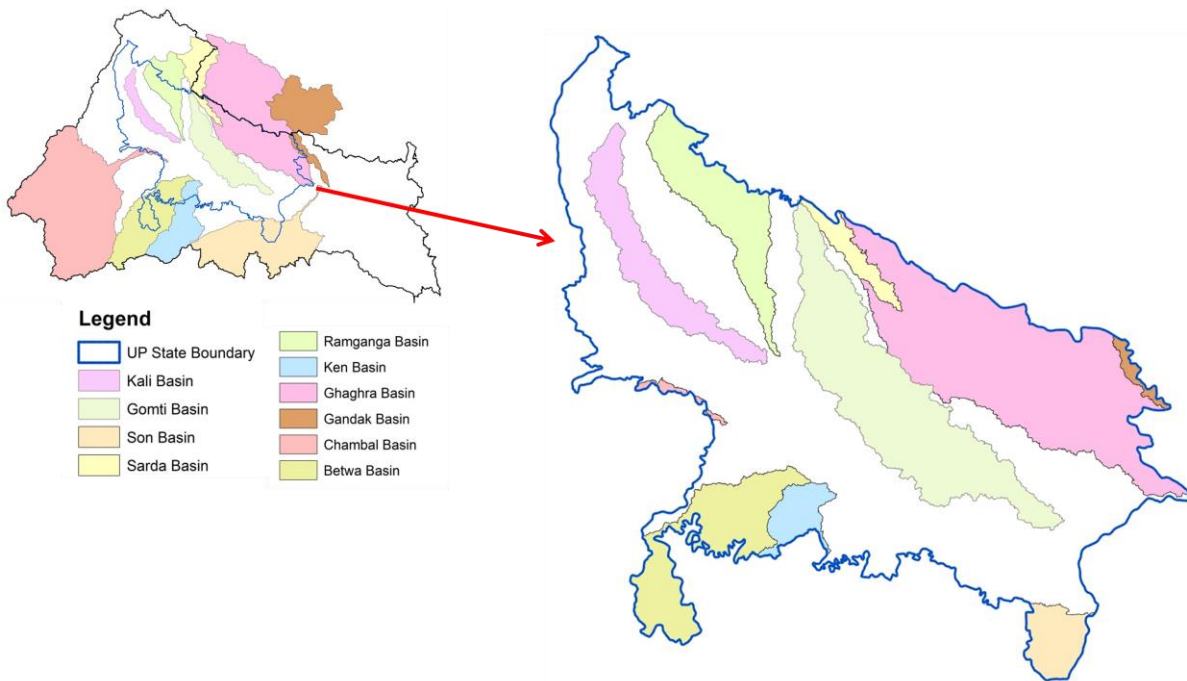 Legend
UP State Boundary
Kali Basin
Gomti Basin
Son Basin
Sarda Basin
Ramganga Basin
Ken Basin
Ghaghra Basin
Gandak Basin
Chambal Basin
Betwa Basin